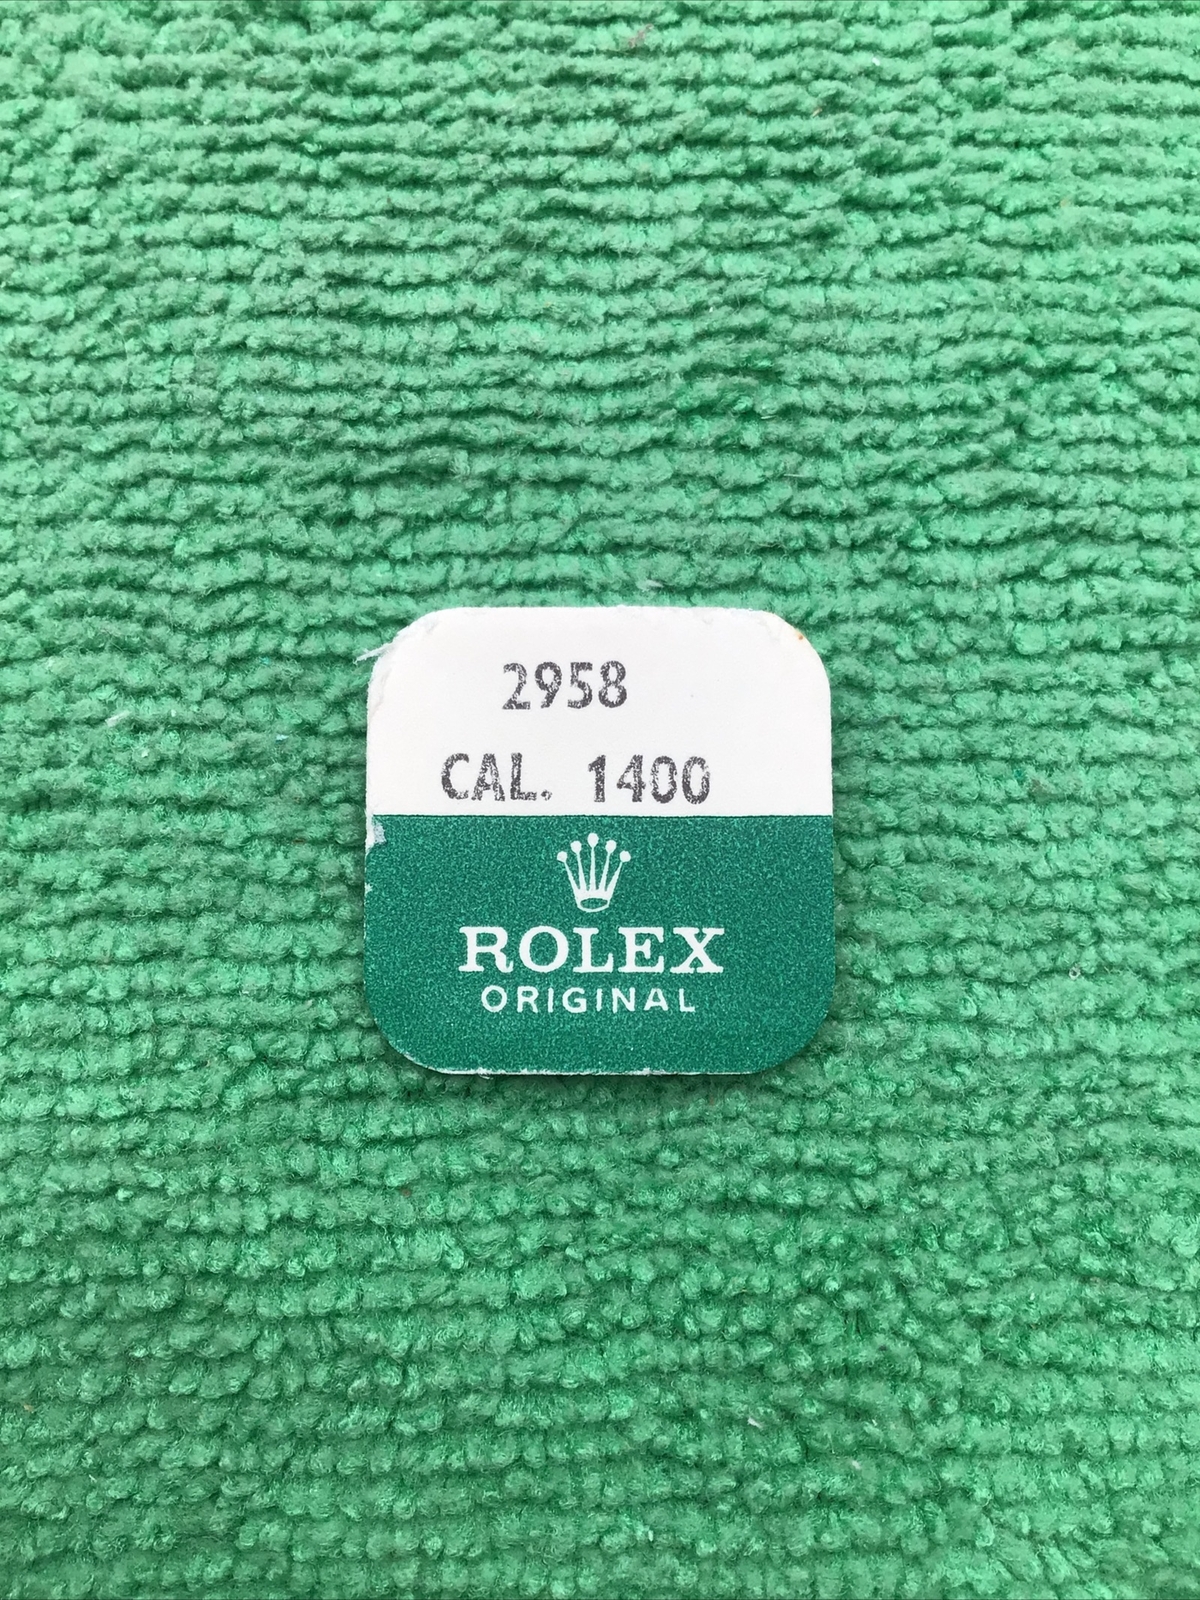 2958
CAL. 1400
ROLEX
ORIGINAL